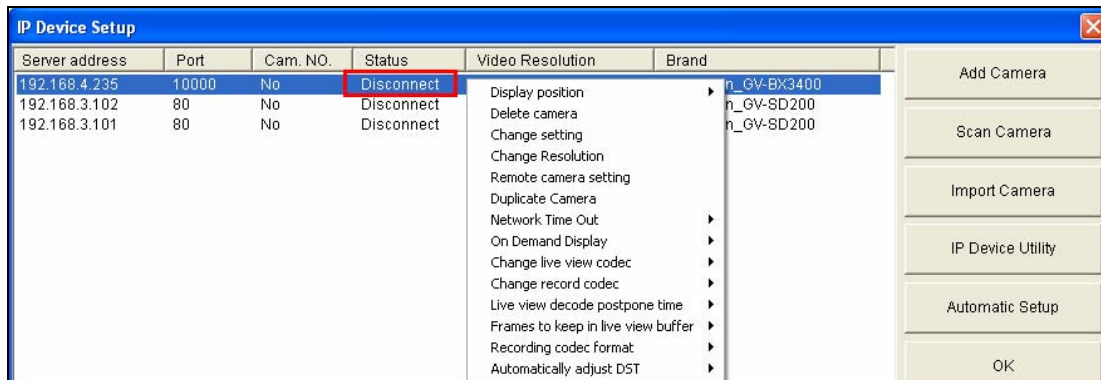 IP Device Setup
Server address Port Cam. NO. Status Video Resolution Brand
192.168.4.235 10000 No Disconnect n_GV-BX3400
192.168.3.102 80 No Disconnect n_GV-SD200
192.168.3.101 80 No Disconnect n_GV-SD200
Display position
Delete camera
Change setting
Change Resolution
Remote camera setting
Duplicate Camera
Network Time Out
On Demand Display
Change live view codec
Change record codec
Live view decode postpone time
Frames to keep in live view buffer
Recording codec format
Automatically adjust DST
Add Camera
Scan Camera
Import Camera
IP Device Utility
Automatic Setup
OK